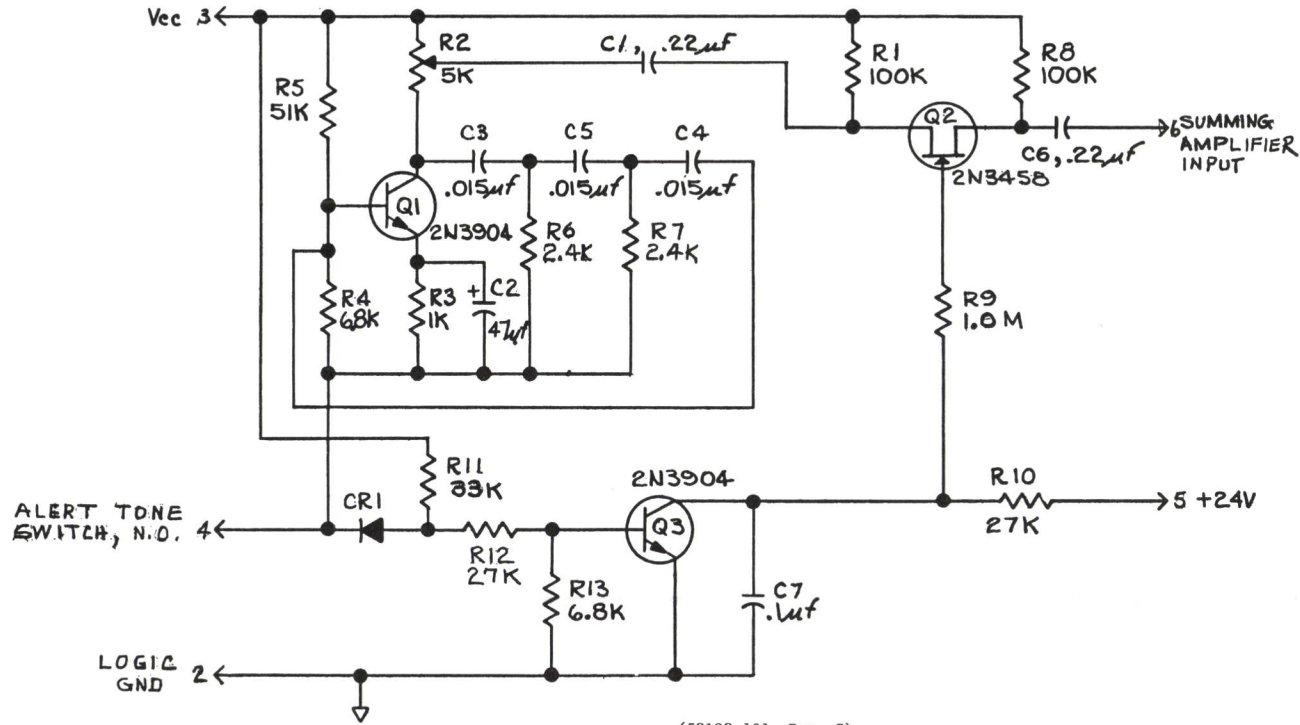 Vcc 3
R5
51K
R2
5K
C1, .22µf
R1
100K
R8
100K
Q2
2N3458
C6, .22µf
6 SUMMING
AMPLIFIER
INPUT
C3
.015µf
C5
.015µf
C4
.015µf
Q1
2N3904
R6
2.4K
R7
2.4K
R4
6.8K
R3
1K
+ C2
47µf
R9
1.0 M
R11
33K
2N3904
Q3
R10
27K
5 +24V
ALERT TONE
SWITCH, N.O. 4
CR1
R12
27K
R13
6.8K
C7
.1µf
LOGIC
GND 2